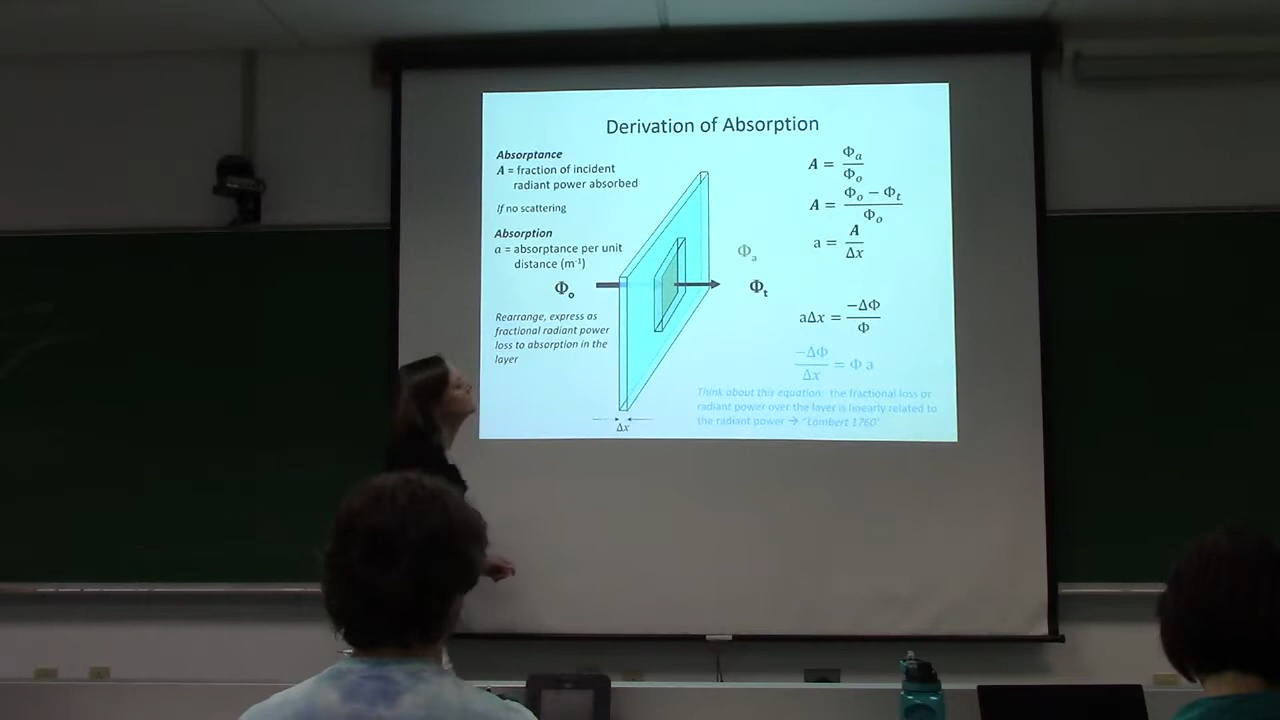 Derivation of Absorption
Absorptance
A = fraction of incident
radiant power absorbed
If no scattering
Absorption
a = absorptance per unit
distance (m⁻¹)
Φo
Rearrange, express as
fractional radiant power
loss to absorption in the
layer
Δx
Φa
Φt
A = Φa / Φo
A = Φo − Φt / Φo
a = A / Δx
aΔx = −ΔΦ / Φ
−ΔΦ / Δx = Φ a
Think about this equation: the fractional loss or
radiant power over the layer is linearly related to
the radiant power → "Lambert 1760"